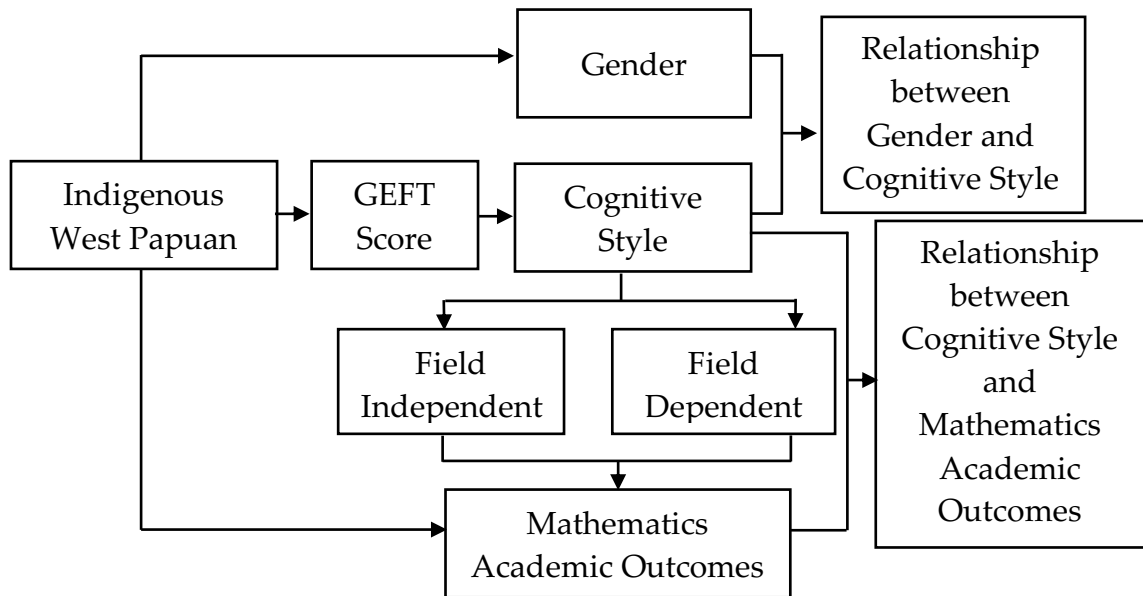 Gender
Relationship
between
Gender and
Cognitive Style
Indigenous
West Papuan
GEFT
Score
Cognitive
Style
Relationship
between
Cognitive Style
and
Mathematics
Academic
Outcomes
Field
Independent
Field
Dependent
Mathematics
Academic Outcomes